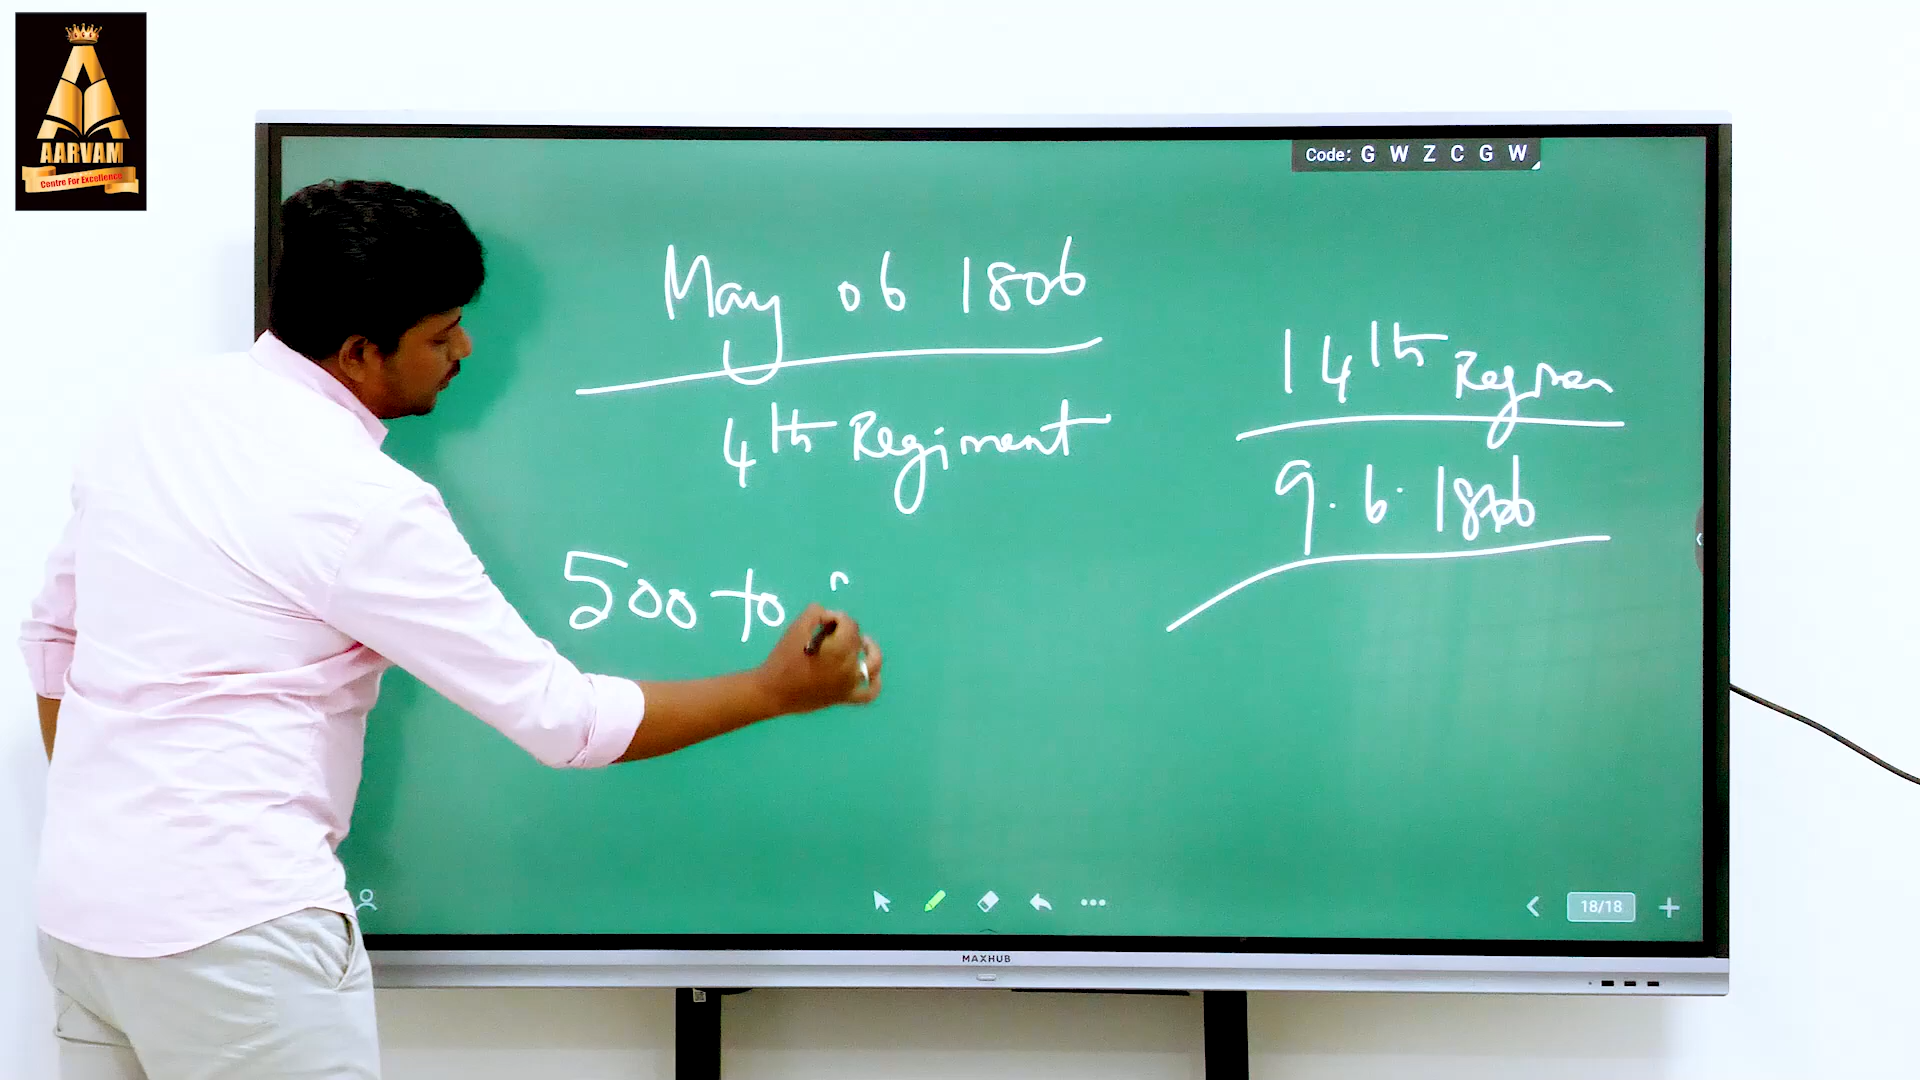 AARVAM
Centre For Excellence
Code: G W Z C G W
May 06 1806
4th Regiment
500 to
14th
9.6.1806
18/18
MAXHUB